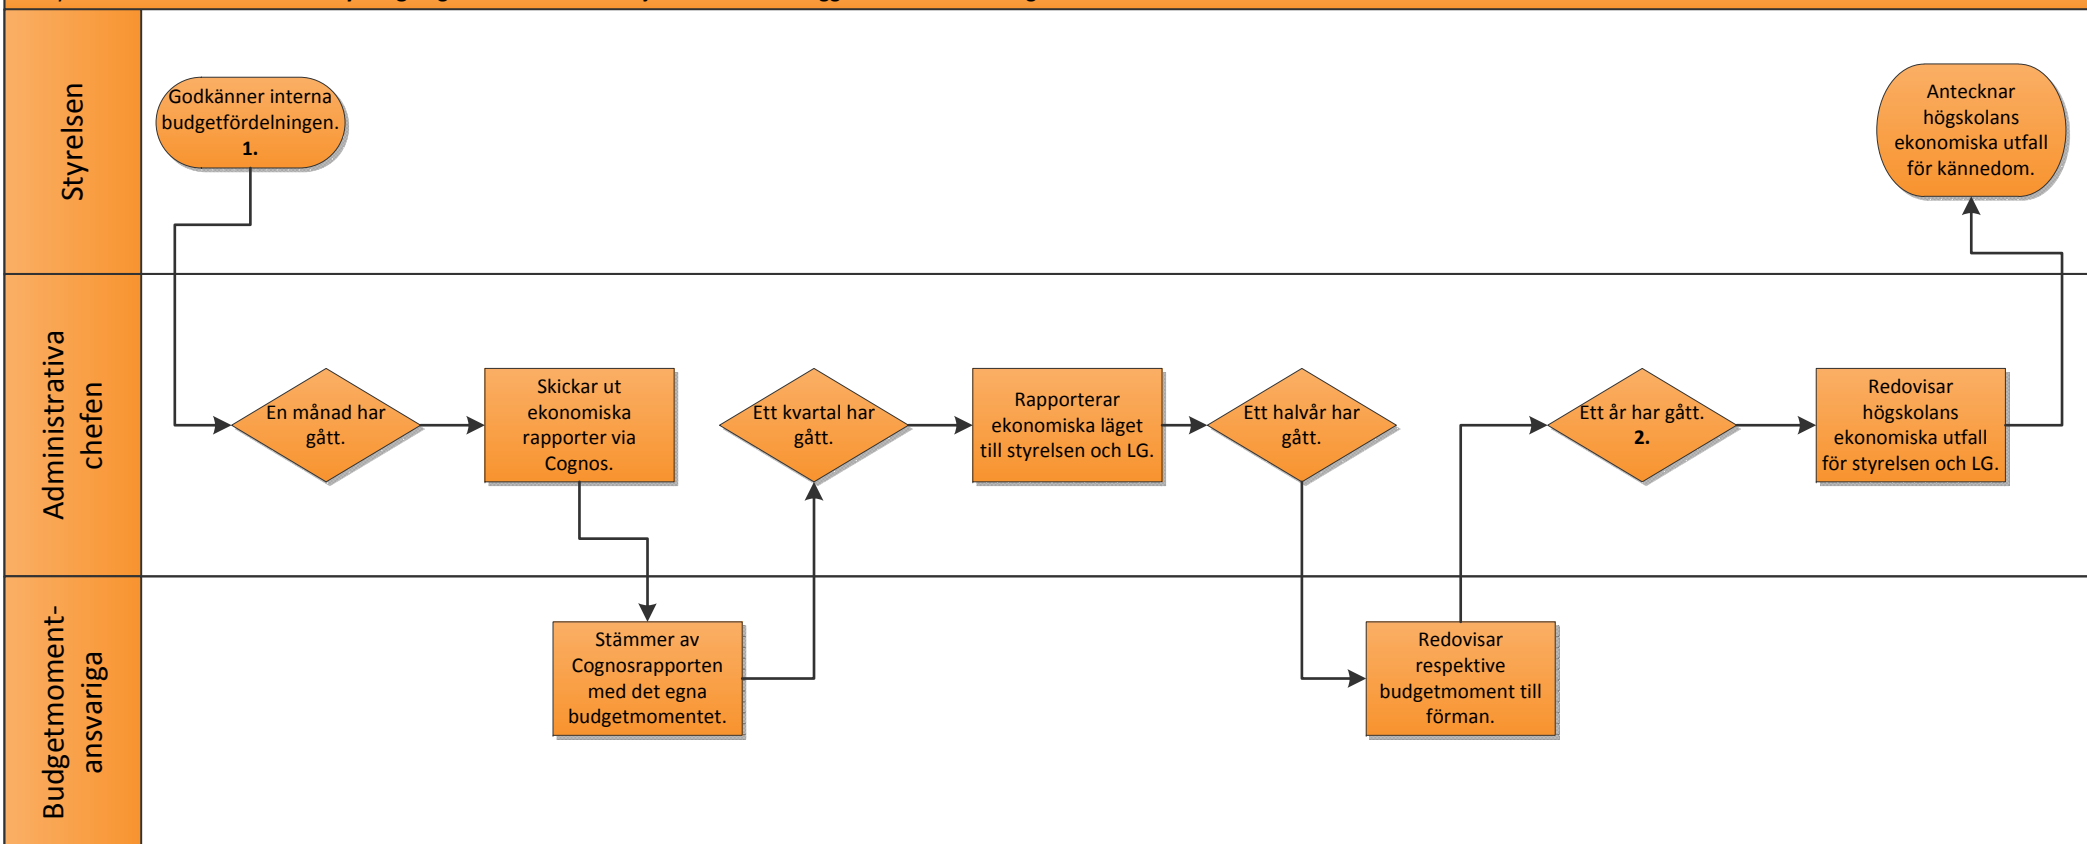 Styrelsen
Godkänner interna
budgetfördelningen.
1.
Antecknar
högskolans
ekonomiska utfall
för kännedom.
Administrativa
chefen
En månad har
gått.
Skickar ut
ekonomiska
rapporter via
Cognos.
Ett kvartal har
gått.
Rapporterar
ekonomiska läget
till styrelsen och LG.
Ett halvår har
gått.
Ett år har gått.
2.
Redovisar
högskolans
ekonomiska utfall
för styrelsen och LG.
Budgetmoment-
ansvariga
Stämmer av
Cognosrapporten
med det egna
budgetmomentet.
Redovisar
respektive
budgetmoment till
förman.